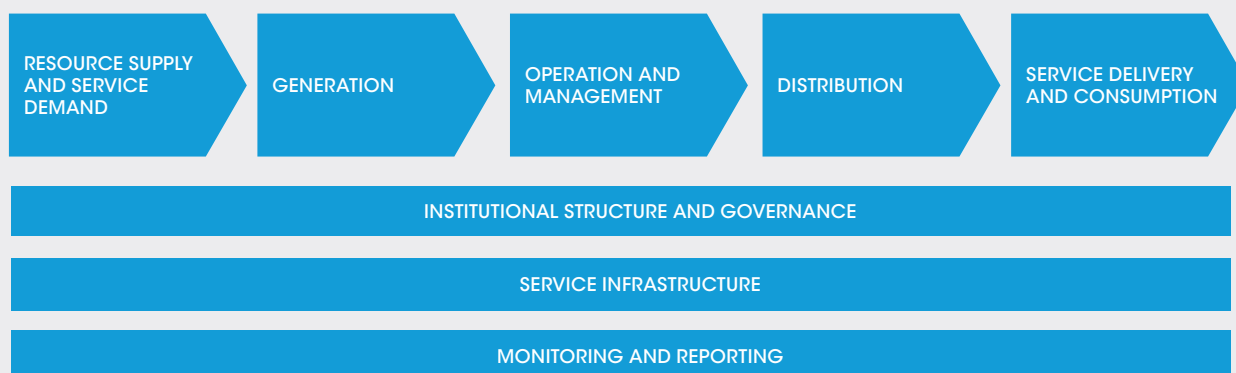 RESOURCE SUPPLY
AND SERVICE
DEMAND
GENERATION
OPERATION AND
MANAGEMENT
DISTRIBUTION
SERVICE DELIVERY
AND CONSUMPTION
INSTITUTIONAL STRUCTURE AND GOVERNANCE
SERVICE INFRASTRUCTURE
MONITORING AND REPORTING